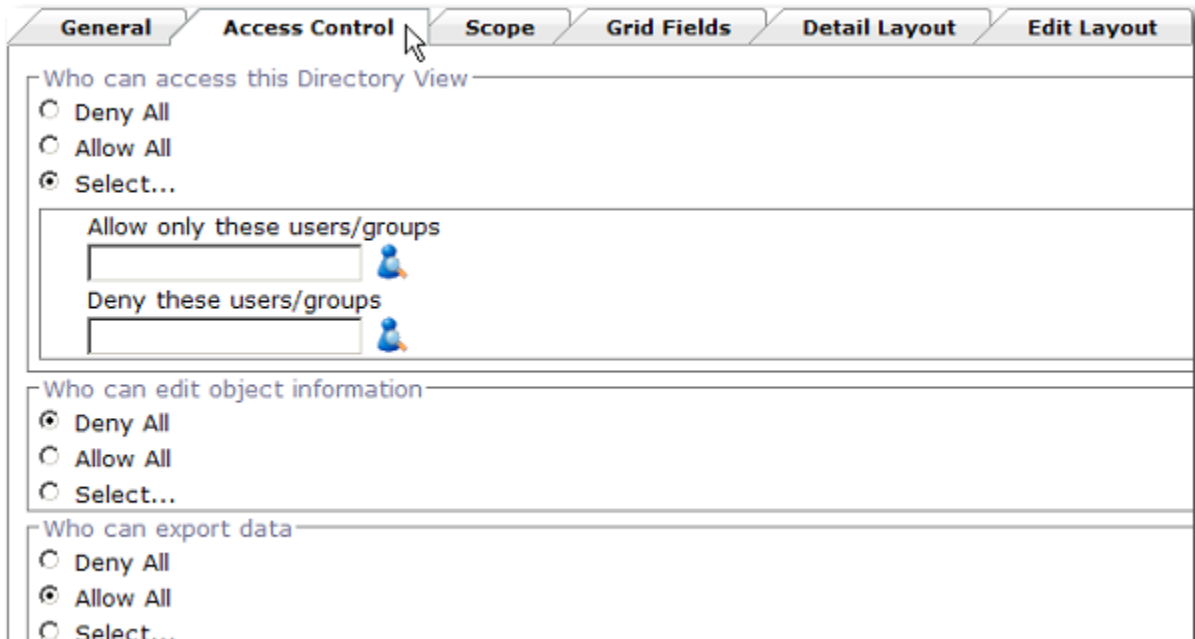 General Access Control Scope Grid Fields Detail Layout Edit Layout
Who can access this Directory View
Deny All
Allow All
Select...
Allow only these users/groups
Deny these users/groups
Who can edit object information
Deny All
Allow All
Select...
Who can export data
Deny All
Allow All
Select...